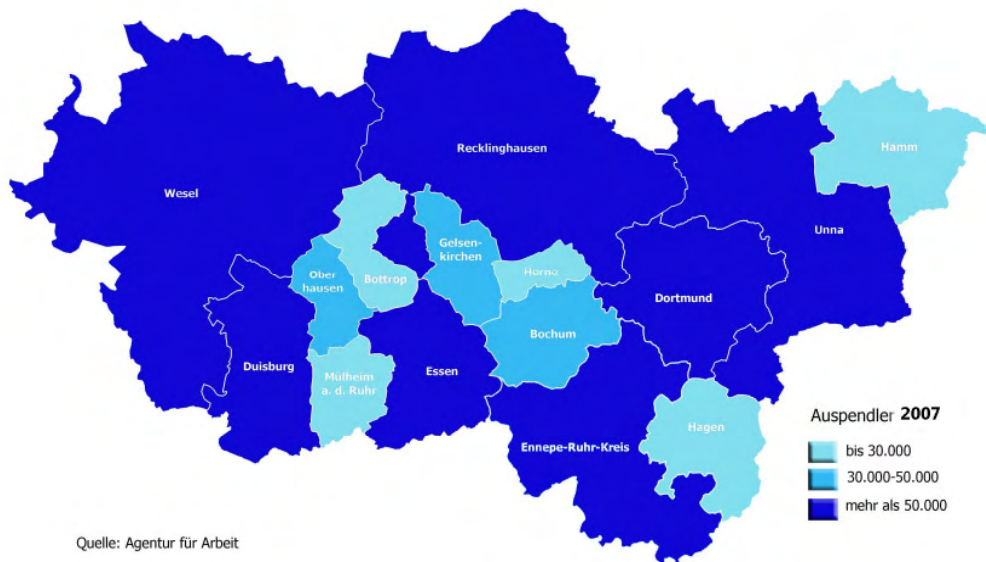 Recklinghausen
Hamm
Wesel
Unna
Gelsen-
kirchen
Ober
hausen
Bottrop
Herne
Dortmund
Bochum
Duisburg
Essen
Mülheim
a. d. Ruhr
Hagen
Ennepe-Ruhr-Kreis
Auspendler 2007
bis 30.000
30.000-50.000
mehr als 50.000
Quelle: Agentur für Arbeit